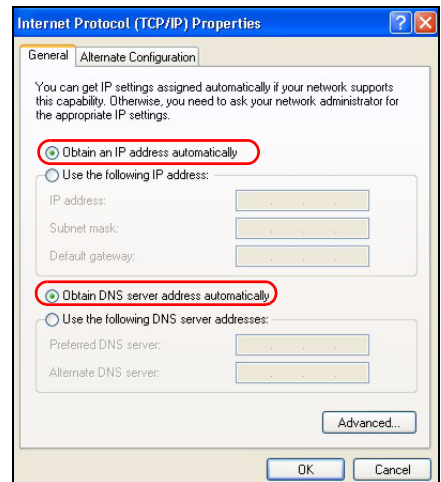 Internet Protocol (TCP/IP) Properties
General
Alternate Configuration
You can get IP settings assigned automatically if your network supports
this capability. Otherwise, you need to ask your network administrator for
the appropriate IP settings.
Obtain an IP address automatically
Use the following IP address:
IP address:
Subnet mask:
Default gateway:
Obtain DNS server address automatically
Use the following DNS server addresses:
Preferred DNS server:
Alternate DNS server:
Advanced...
OK
Cancel